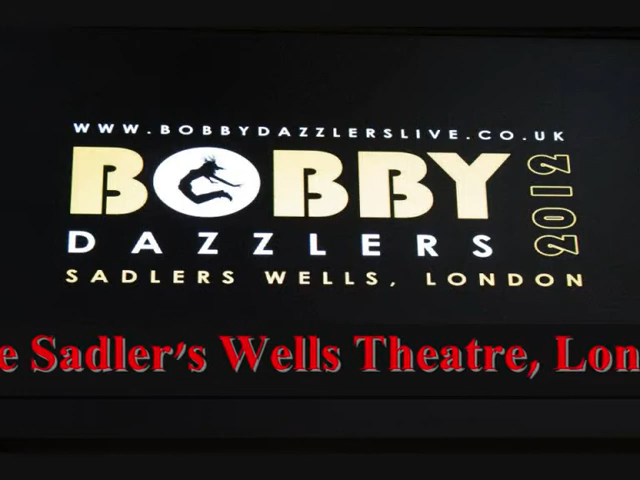 WWW.BOBBYDAZZLERSLIVE.CO.UK
BOBBY
2012
DAZZLERS
SADLERS WELLS, LONDON
e Sadler's Wells Theatre, Lon